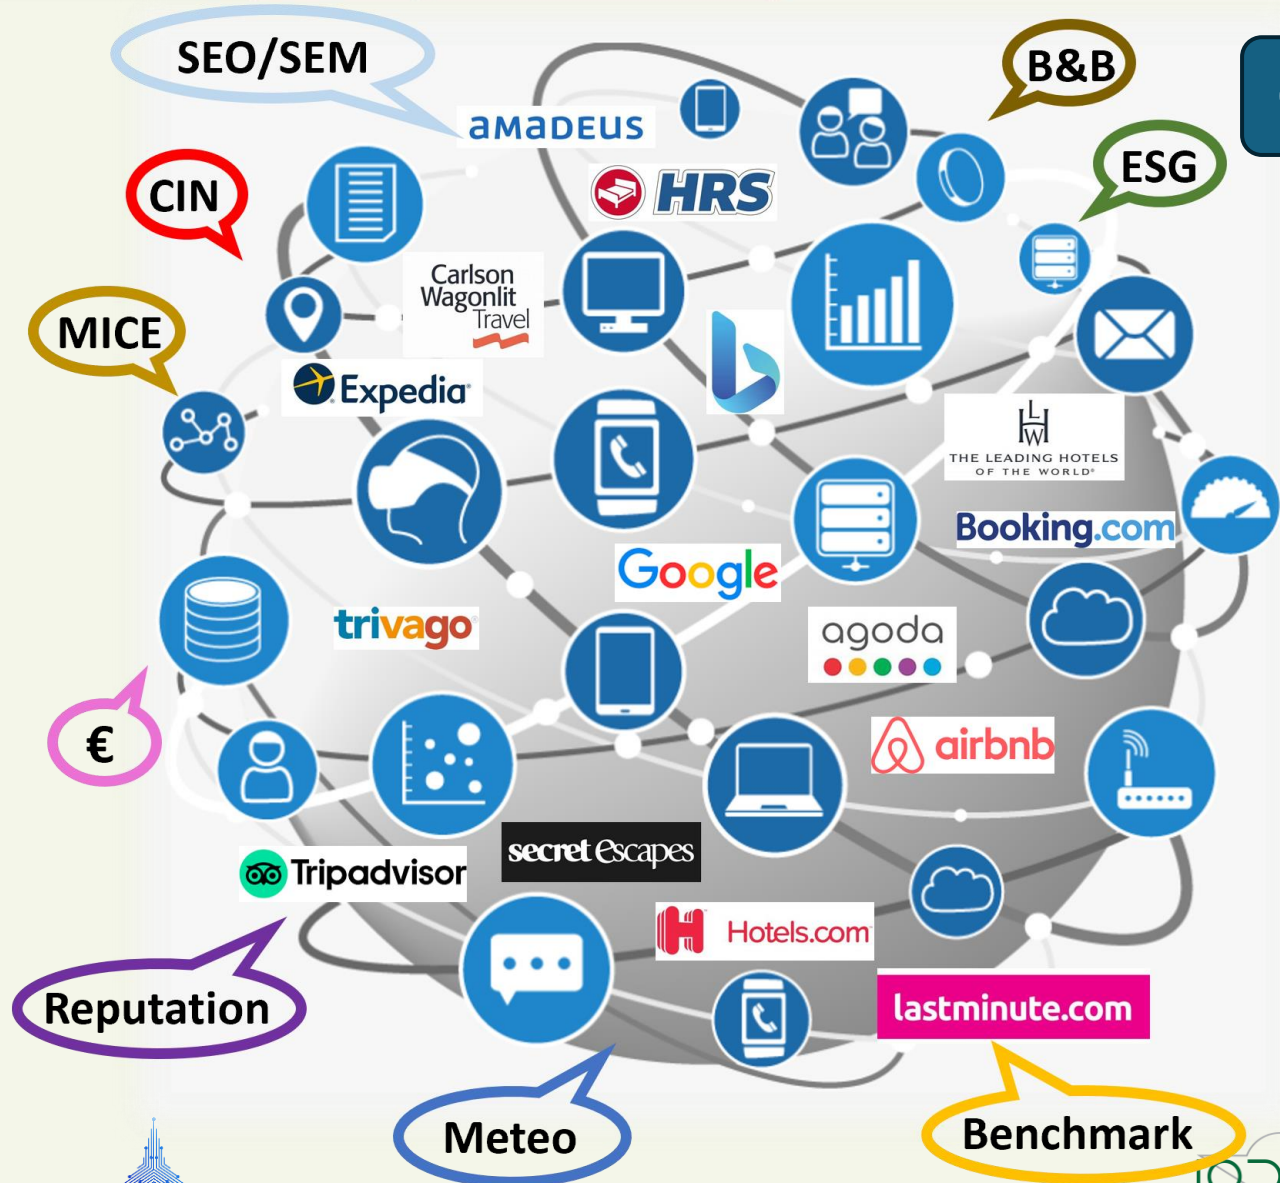 SEO/SEM
B&B
amadeus
ESG
HRS
CIN
Carlson
Wagonlit
Travel
MICE
Expedia
LHW
THE LEADING HOTELS
OF THE WORLD®
Booking.com
Google
trivago
agoda
€
airbnb
secret escapes
Tripadvisor
Hotels.com
Reputation
lastminute.com
Meteo
Benchmark